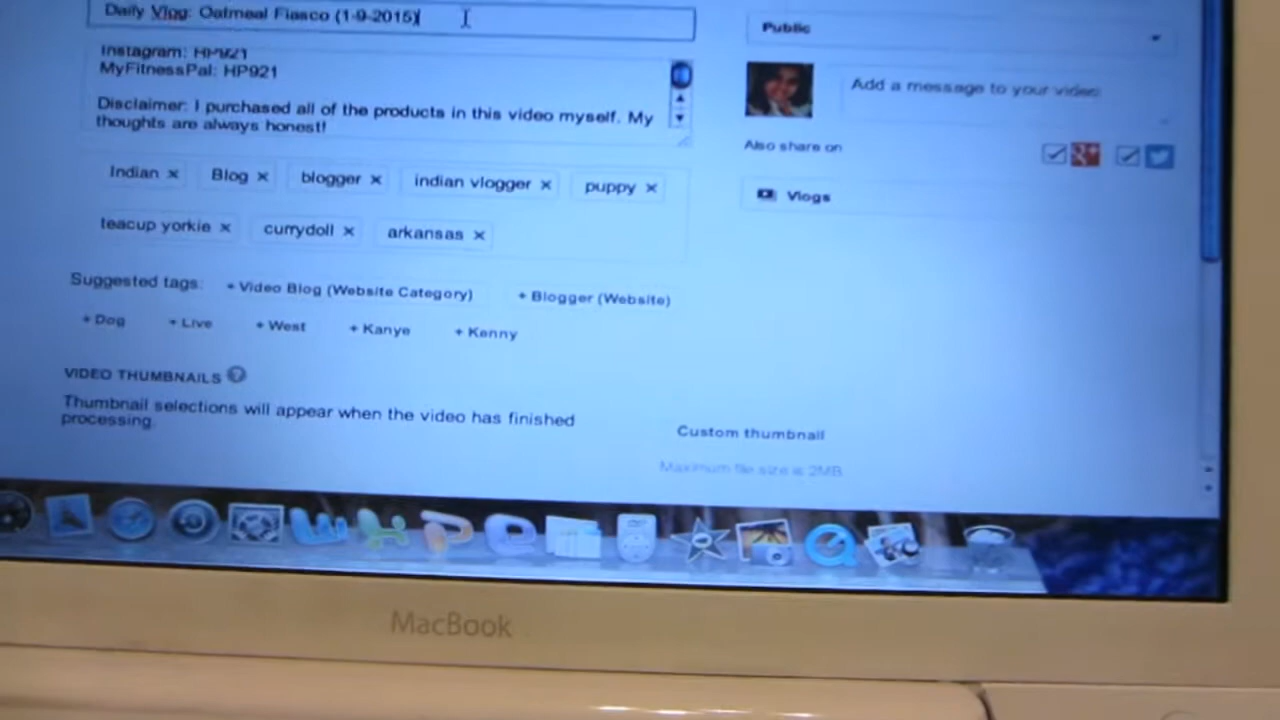 Daily Vlog: Oatmeal Fiasco (1-9-2015)
Instagram: HP921
MyFitnessPal: HP921
Disclaimer: I purchased all of the products in this video myself. My
thoughts are always honest!
Indian × Blog × blogger × indian vlogger × puppy ×
teacup yorkie × currydoll × arkansas ×
Suggested tags: + Video Blog (Website Category) + Blogger (Website)
+ Dog + Live + West + Kanye + Kenny
VIDEO THUMBNAILS ?
Thumbnail selections will appear when the video has finished
processing.
Public
Add a message to your video
Also share on
Vlogs
Custom thumbnail
Maximum file size is 2MB
MacBook